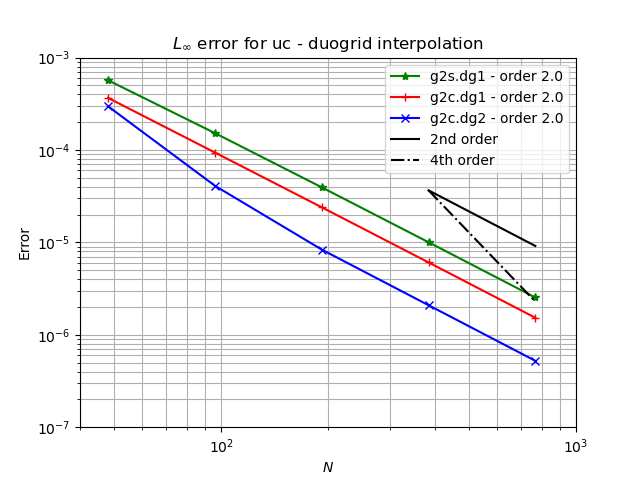 L∞ error for uc - duogrid interpolation
10⁻³
10⁻⁴
10⁻⁵
10⁻⁶
10⁻⁷
Error
g2s.dg1 - order 2.0
g2c.dg1 - order 2.0
g2c.dg2 - order 2.0
2nd order
4th order
10²
10³
N